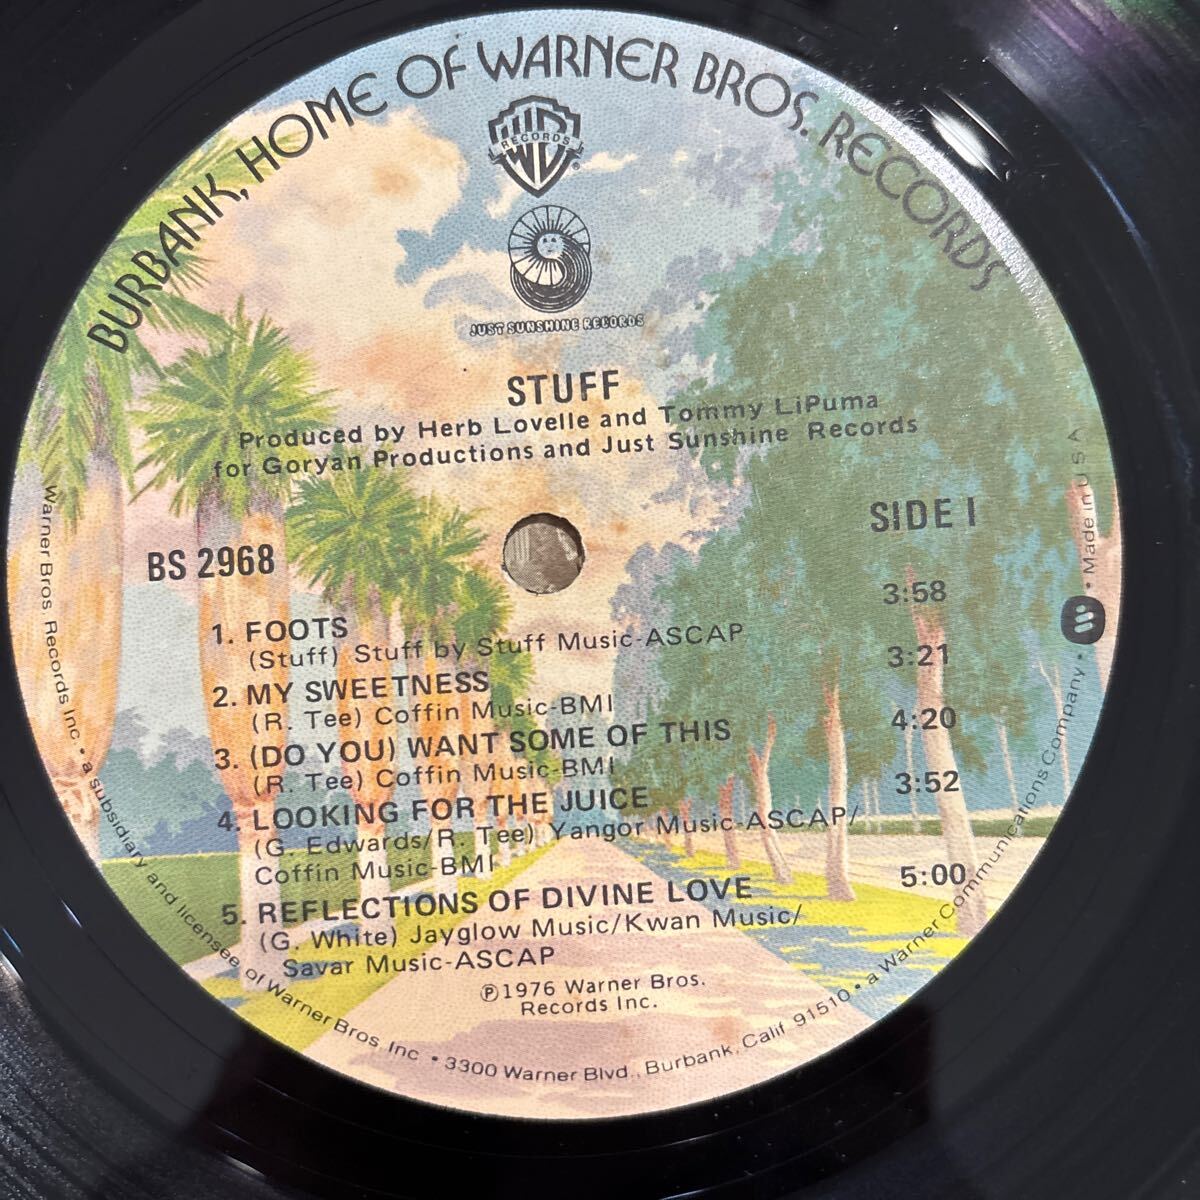 BURBANK, HOME OF WARNER BROS. RECORDS
WB
RECORDS
®
JUST SUNSHINE RECORDS
STUFF
Produced by Herb Lovelle and Tommy LiPuma
for Goryan Productions and Just Sunshine Records
SIDE I
BS 2968
1. FOOTS 3:58
(Stuff) Stuff by Stuff Music-ASCAP
2. MY SWEETNESS 3:21
(R. Tee) Coffin Music-BMI
3. (DO YOU) WANT SOME OF THIS 4:20
(R. Tee) Coffin Music-BMI
4. LOOKING FOR THE JUICE 3:52
(G. Edwards/R. Tee) Yangor Music-ASCAP/
Coffin Music-BMI
5. REFLECTIONS OF DIVINE LOVE 5:00
(G. White) Jayglow Music/Kwan Music/
Savar Music-ASCAP
℗1976 Warner Bros.
Records Inc.
Warner Bros. Records Inc. • a subsidiary and licensee of Warner Bros. Inc • 3300 Warner Blvd., Burbank, Calif 91510 • a Warner Communications Company • • Made in U S A